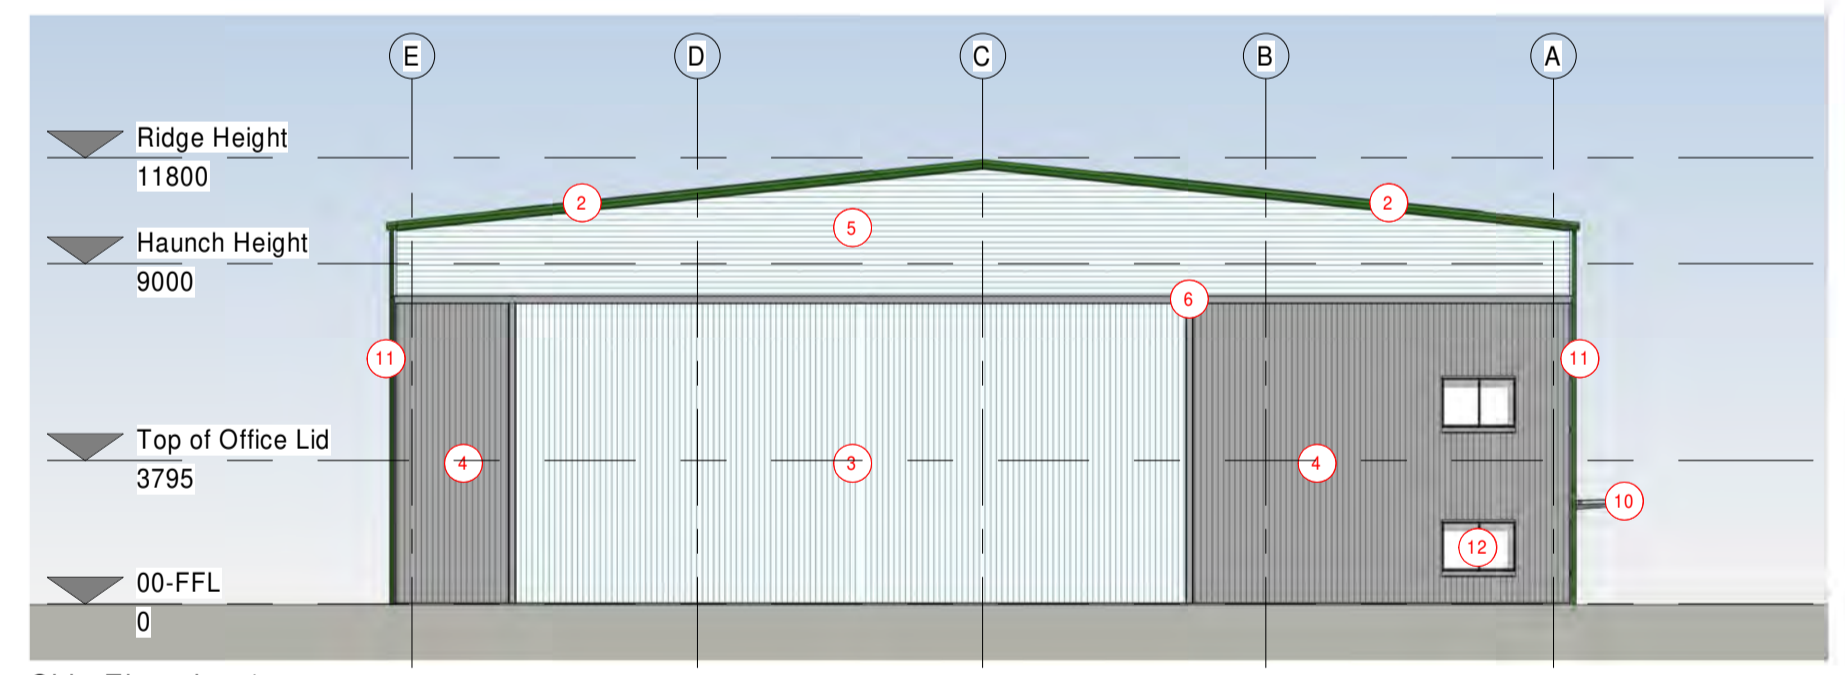 E D C B A
Ridge Height
11800
2 2
5
Haunch Height
9000
6
11 11
Top of Office Lid
4 3 4
3795
10
12
00-FFL
0